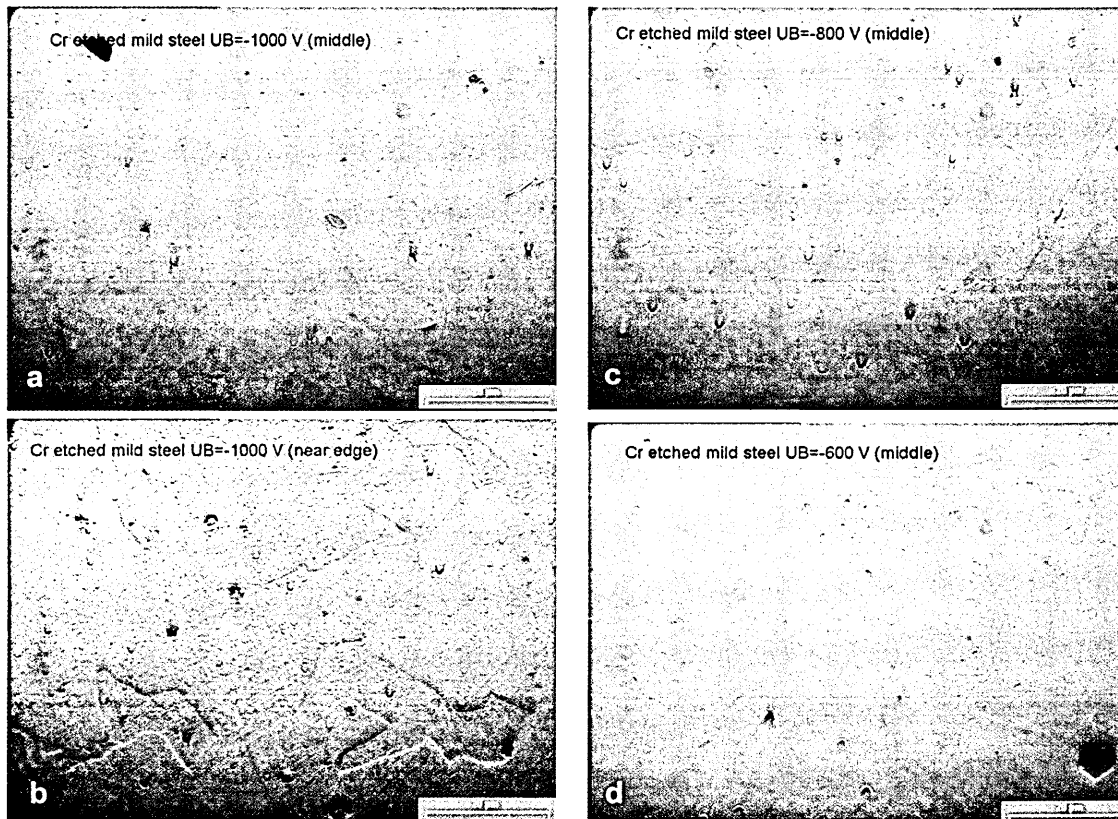 Cr etched mild steel UB=-1000 V (middle)
a
Cr etched mild steel UB=-1000 V (near edge)
b
Cr etched mild steel UB=-800 V (middle)
c
Cr etched mild steel UB=-600 V (middle)
d